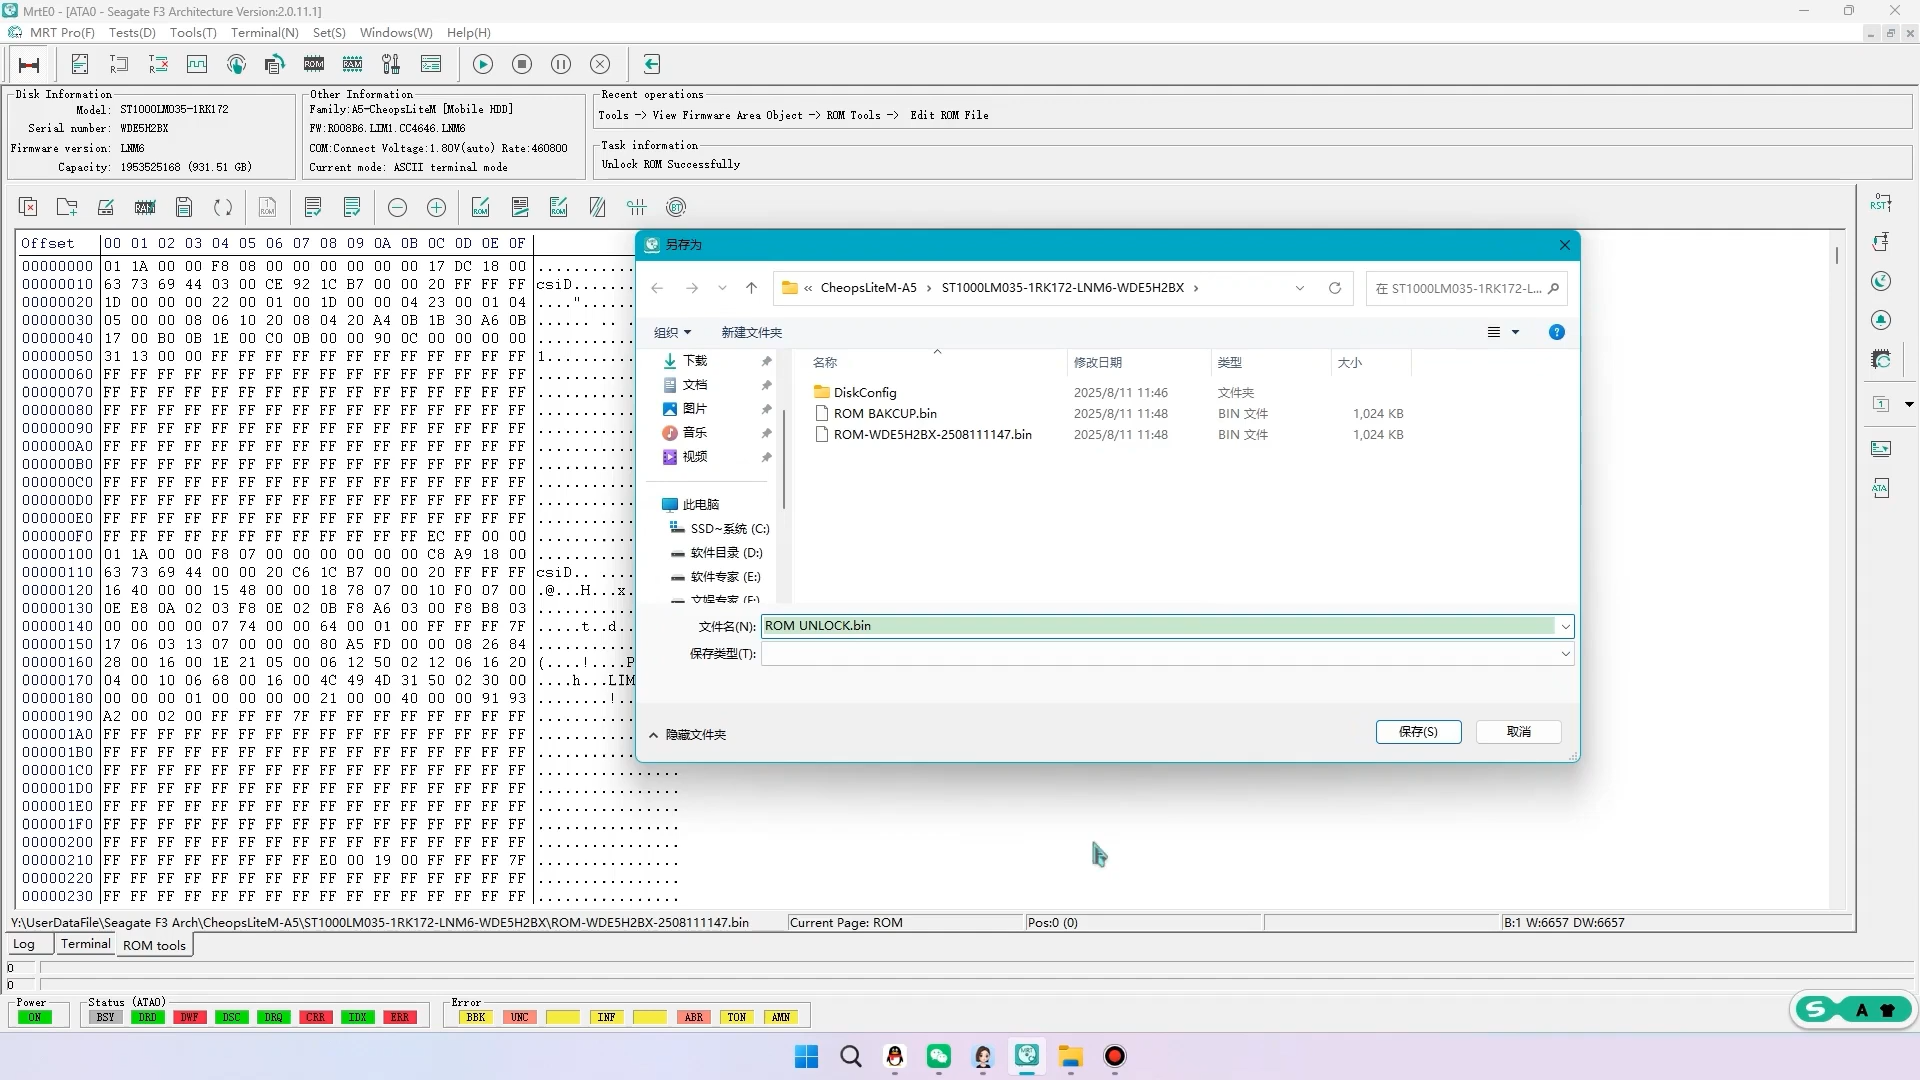 MrtE0 - [ATA0 - Seagate F3 Architecture Version:2.0.11.1]
MRT Pro(F) Tests(D) Tools(T) Terminal(N) Set(S) Windows(W) Help(H)
Disk Information
Model: ST1000LM035-1RK172
Serial number: WDE5H2BX
Firmware version: LNM6
Capacity: 1953525168 (931.51 GB)
Other Information
Family:A5-CheopsLiteM [Mobile HDD]
FW:R008B6.LIM1.CC4646.LNM6
COM:Connect Voltage:1.80V(auto) Rate:460800
Current mode: ASCII terminal mode
Recent operations
Tools -> View Firmware Area Object -> ROM Tools -> Edit ROM File
Task information
Unlock ROM Successfully
Offset 00 01 02 03 04 05 06 07 08 09 0A 0B 0C 0D 0E 0F
00000000 01 1A 00 00 F8 08 00 00 00 00 00 00 17 DC 18 00 ............
00000010 63 73 69 44 03 00 CE 92 1C B7 00 00 20 FF FF FF csiD........
00000020 1D 00 00 00 22 00 01 00 1D 00 00 04 23 00 01 04 ....".......
00000030 05 00 00 08 06 10 20 08 04 20 A4 0B 1B 30 A6 0B ...... .. ..
00000040 17 00 B0 0B 1E 00 C0 0B 00 00 90 0C 00 00 00 00 ............
00000050 31 13 00 00 FF FF FF FF FF FF FF FF FF FF FF FF 1...........
00000060 FF FF FF FF FF FF FF FF FF FF FF FF FF FF FF FF ............
00000070 FF FF FF FF FF FF FF FF FF FF FF FF FF FF FF FF ............
00000080 FF FF FF FF FF FF FF FF FF FF FF FF FF FF FF FF ............
00000090 FF FF FF FF FF FF FF FF FF FF FF FF FF FF FF FF ............
000000A0 FF FF FF FF FF FF FF FF FF FF FF FF FF FF FF FF ............
000000B0 FF FF FF FF FF FF FF FF FF FF FF FF FF FF FF FF ............
000000C0 FF FF FF FF FF FF FF FF FF FF FF FF FF FF FF FF ............
000000D0 FF FF FF FF FF FF FF FF FF FF FF FF FF FF FF FF ............
000000E0 FF FF FF FF FF FF FF FF FF FF FF FF FF FF FF FF ............
000000F0 FF FF FF FF FF FF FF FF FF FF FF FF EC FF 00 00 ............
00000100 01 1A 00 00 F8 07 00 00 00 00 00 00 C8 A9 18 00 ............
00000110 63 73 69 44 00 00 20 C6 1C B7 00 00 20 FF FF FF csiD.. .....
00000120 16 40 00 00 15 48 00 00 18 78 07 00 10 F0 07 00 .@...H...x..
00000130 0E E8 0A 02 03 F8 0E 02 0B F8 A6 03 00 F8 B8 03 ............
00000140 00 00 00 00 07 74 00 00 64 00 01 00 FF FF FF 7F .....t..d...
00000150 17 06 03 13 07 00 00 00 80 A5 FD 00 00 08 26 84 ............
00000160 28 00 16 00 1E 21 05 00 06 12 50 02 12 06 16 20 (....!....P
00000170 04 00 10 06 68 00 16 00 4C 49 4D 31 50 02 30 00 ....h...LIM
00000180 00 00 00 01 00 00 00 00 21 00 00 40 00 00 91 93 ........!...
00000190 A2 00 02 00 FF FF FF 7F FF FF FF FF FF FF FF FF ............
000001A0 FF FF FF FF FF FF FF FF FF FF FF FF FF FF FF FF ............
000001B0 FF FF FF FF FF FF FF FF FF FF FF FF FF FF FF FF ............
000001C0 FF FF FF FF FF FF FF FF FF FF FF FF FF FF FF FF ................
000001D0 FF FF FF FF FF FF FF FF FF FF FF FF FF FF FF FF ................
000001E0 FF FF FF FF FF FF FF FF FF FF FF FF FF FF FF FF ................
000001F0 FF FF FF FF FF FF FF FF FF FF FF FF FF FF FF FF ................
00000200 FF FF FF FF FF FF FF FF FF FF FF FF FF FF FF FF ................
00000210 FF FF FF FF FF FF FF FF E0 00 19 00 FF FF FF 7F ................
00000220 FF FF FF FF FF FF FF FF FF FF FF FF FF FF FF FF ................
00000230 FF FF FF FF FF FF FF FF FF FF FF FF FF FF FF FF ................
另存为
« CheopsLiteM-A5 › ST1000LM035-1RK172-LNM6-WDE5H2BX ›
在 ST1000LM035-1RK172-L...
组织 新建文件夹
下载
文档
图片
音乐
视频
此电脑
SSD~系统 (C:)
软件目录 (D:)
软件专家 (E:)
名称 修改日期 类型 大小
DiskConfig 2025/8/11 11:46 文件夹
ROM BAKCUP.bin 2025/8/11 11:48 BIN 文件 1,024 KB
ROM-WDE5H2BX-2508111147.bin 2025/8/11 11:48 BIN 文件 1,024 KB
文件名(N): ROM UNLOCK.bin
保存类型(T):
隐藏文件夹
保存(S) 取消
RST
ATA
Y:\UserDataFile\Seagate F3 Arch\CheopsLiteM-A5\ST1000LM035-1RK172-LNM6-WDE5H2BX\ROM-WDE5H2BX-2508111147.bin
Current Page: ROM
Pos:0 (0)
B:1 W:6657 DW:6657
Log Terminal ROM tools
0
0
Power
ON
Status (ATA0)
BSY DRD DWF DSC DRQ CRR IDX ERR
Error
BBK UNC INF ABR TON AMN
S A